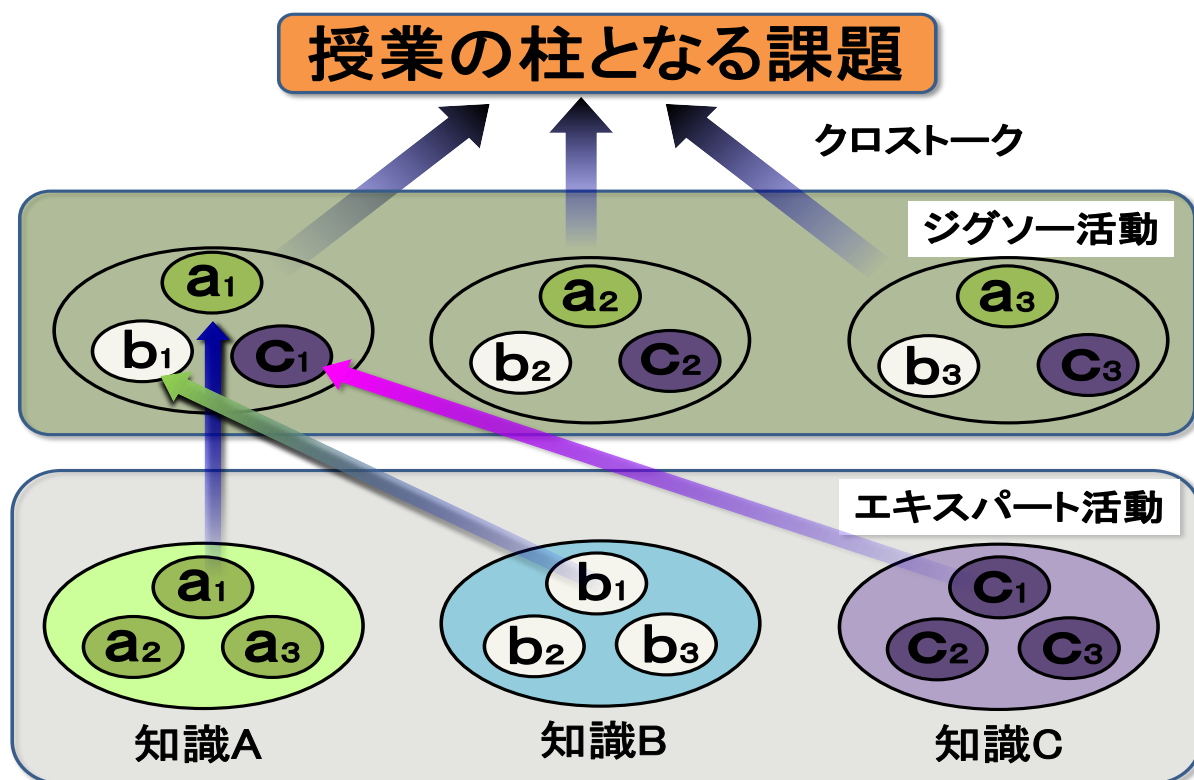 授業の柱となる課題
クロストーク
ジグソー活動
a1
b1
c1
a2
b2
c2
a3
b3
c3
エキスパート活動
a1
a2
a3
b1
b2
b3
c1
c2
c3
知識A
知識B
知識C